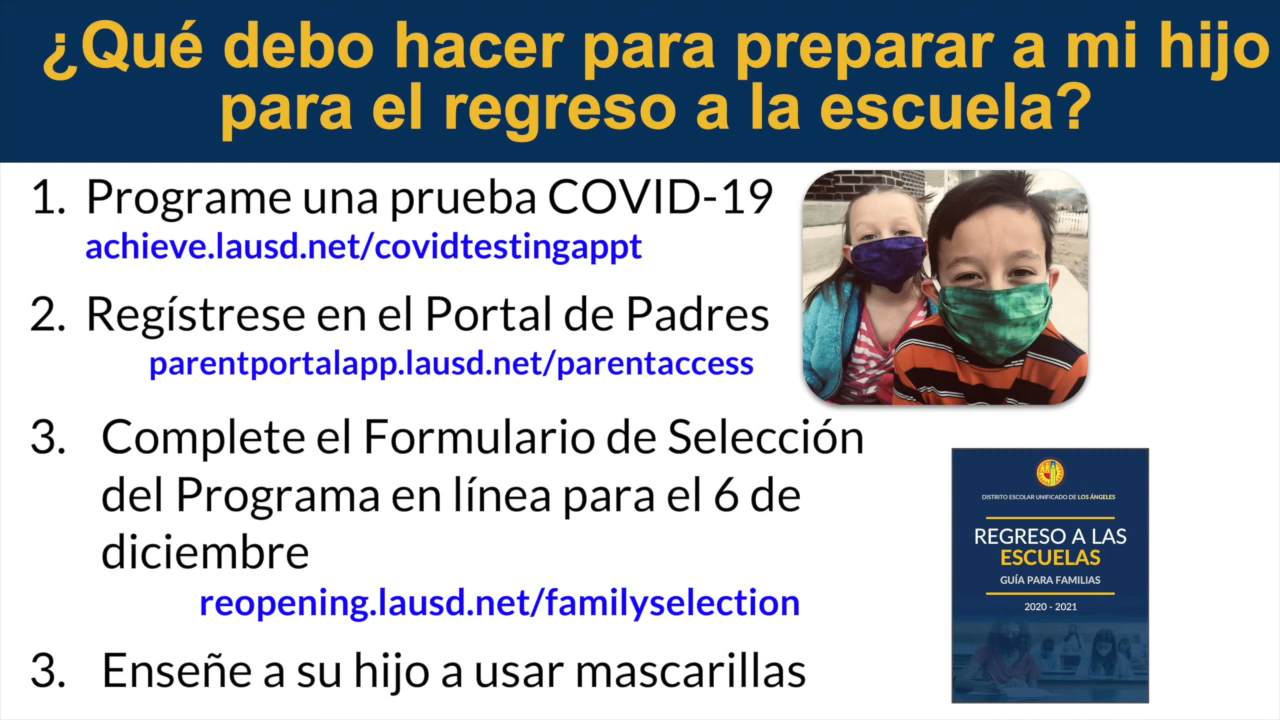 ¿Qué debo hacer para preparar a mi hijo
para el regreso a la escuela?
1. Programe una prueba COVID-19
achieve.lausd.net/covidtestingappt
2. Regístrese en el Portal de Padres
parentportalapp.lausd.net/parentaccess
3. Complete el Formulario de Selección
del Programa en línea para el 6 de
diciembre
reopening.lausd.net/familyselection
3. Enseñe a su hijo a usar mascarillas
DISTRITO ESCOLAR UNIFICADO DE LOS ÁNGELES
REGRESO A LAS
ESCUELAS
GUÍA PARA FAMILIAS
2020 - 2021